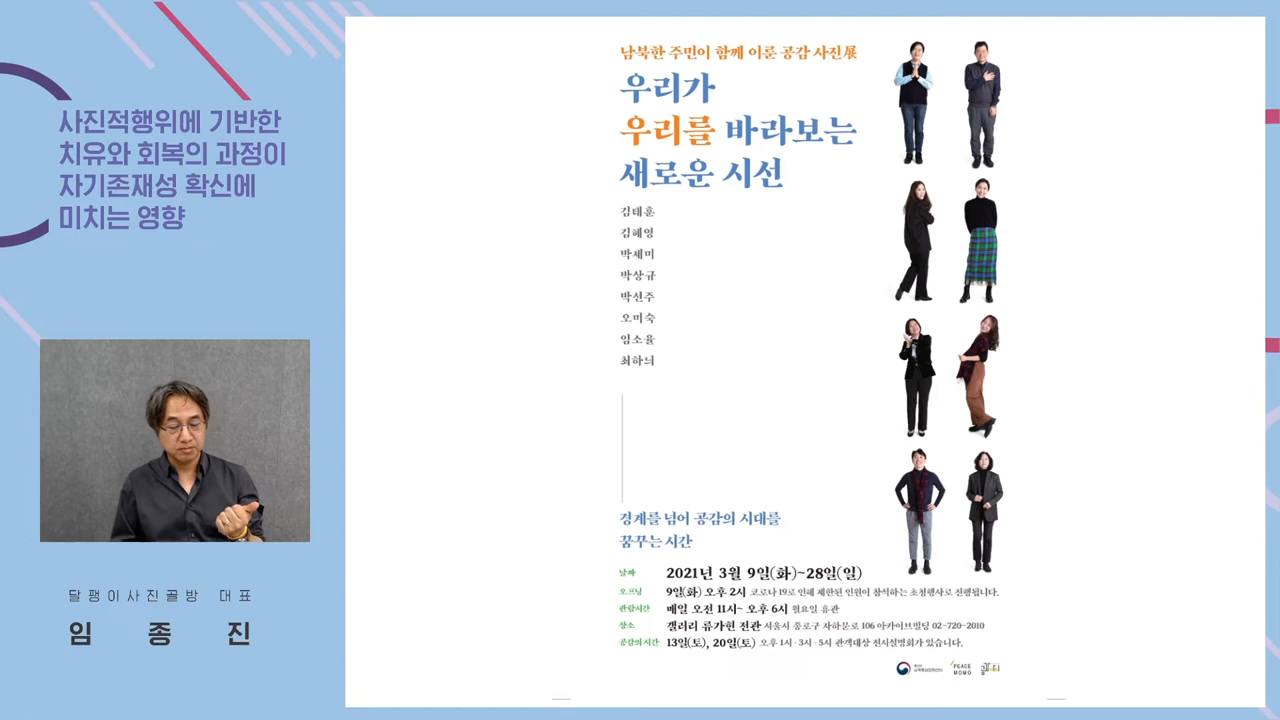 사진적행위에 기반한
치유와 회복의 과정이
자기존재성 확신에
미치는 영향
달팽이사진골방 대표
임종진
남북한 주민이 함께 이룬 공감 사진展
우리가
우리를 바라보는
새로운 시선
김태훈
김혜영
박세미
박상규
박선주
오미숙
임소율
최하늬
경계를 넘어 공감의 시대를
꿈꾸는 시간
날짜 2021년 3월 9일(화)~28일(일)
오프닝 9일(화) 오후 2시 코로나 19로 인해 제한된 인원이 참석하는 초청행사로 진행됩니다.
관람시간 매일 오전 11시~ 오후 6시 월요일 휴관
장소 갤러리 류가헌 전관 서울시 종로구 자하문로 106 아카이브빌딩 02-720-2010
공감의 시간 13일(토), 20일(토) 오후 1시·3시·5시 관객대상 전시설명회가 있습니다.
PEACE
MOMO